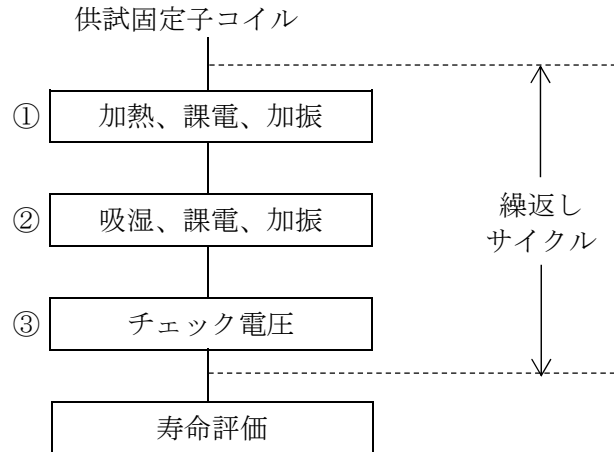 供試固定子コイル
① 加熱、課電、加振
② 吸湿、課電、加振
繰返し
サイクル
③ チェック電圧
寿命評価